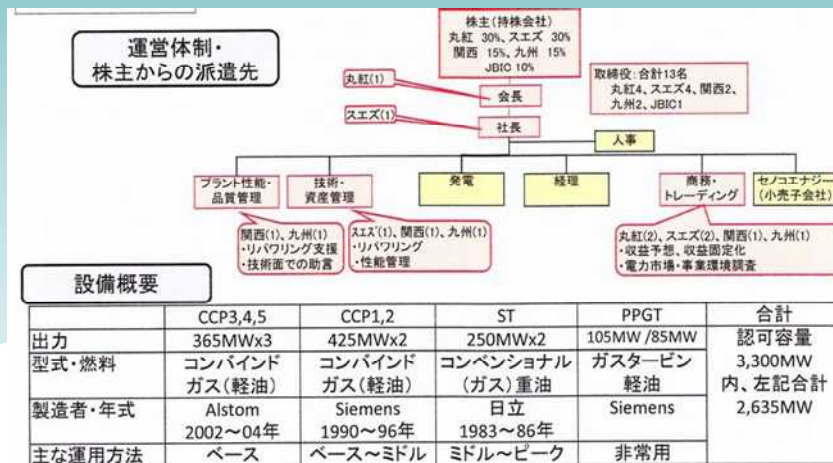 運営体制・
株主からの派遣先
株主(持株会社)
丸紅 30%、スエズ 30%
関西 15%、九州 15%
JBIC 10%
取締役:合計13名
丸紅4、スエズ4、関西2、
九州2、JBIC1
丸紅(1)
会長
スエズ(1)
社長
人事
プラント性能・
品質管理
技術・
資産管理
発電
経理
商務・
トレーディング
セノコエナジー
(小売子会社)
関西(1)、九州(1)
・リパワリング支援
・技術面での助言
スエズ(1)、関西(1)、九州(1)
・リパワリング
・性能管理
丸紅(2)、スエズ(2)、関西(1)、九州(1)
・収益予想、収益固定化
・電力市場・事業環境調査
設備概要
CCP3,4,5 CCP1,2 ST PPGT 合計
出力 365MWx3 425MWx2 250MWx2 105MW /85MW 認可容量
3,300MW
内、左記合計
2,635MW
型式・燃料 コンバインド コンバインド コンベンショナル ガスタービン
ガス(軽油) ガス(軽油) (ガス)重油 軽油
製造者・年式 Alstom Siemens 日立 Siemens
2002~04年 1990~96年 1983~86年
主な運用方法 ベース ベース~ミドル ミドル~ピーク 非常用